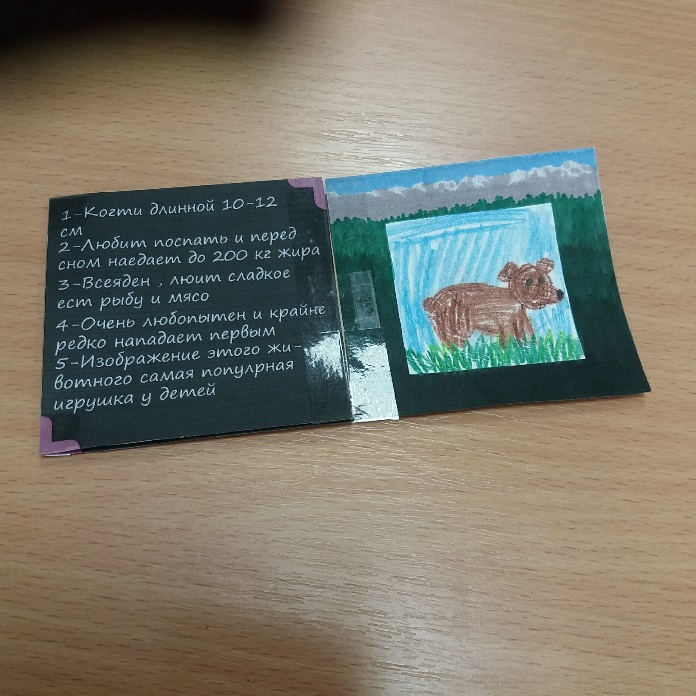 1-Когти длинной 10-12
см
2-Любит поспать и перед
сном наедает до 200 кг жира
3-Всеяден , люит сладкое
ест рыбу и мясо
4-Очень любопытен и крайне
редко нападает первым
5-Изображение этого жи-
вотного самая популрная
игрушка у детей